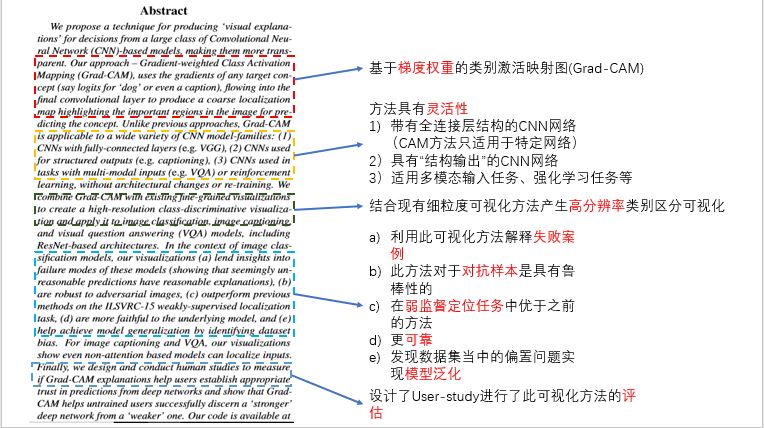 Abstract
We propose a technique for producing ‘visual explana-
tions’ for decisions from a large class of Convolutional Neu-
ral Network (CNN)-based models, making them more trans-
parent. Our approach – Gradient-weighted Class Activation
Mapping (Grad-CAM), uses the gradients of any target con-
cept (say logits for ‘dog’ or even a caption), flowing into the
final convolutional layer to produce a coarse localization
map highlighting the important regions in the image for pre-
dicting the concept. Unlike previous approaches, Grad-CAM
is applicable to a wide variety of CNN model-families: (1)
CNNs with fully-connected layers (e.g. VGG), (2) CNNs used
for structured outputs (e.g. captioning), (3) CNNs used in
tasks with multi-modal inputs (e.g. VQA) or reinforcement
learning, without architectural changes or re-training. We
combine Grad-CAM with existing fine-grained visualizations
to create a high-resolution class-discriminative visualiza-
tion and apply it to image classification, image captioning
and visual question answering (VQA) models, including
ResNet-based architectures. In the context of image clas-
sification models, our visualizations (a) lend insights into
failure modes of these models (showing that seemingly un-
reasonable predictions have reasonable explanations), (b)
are robust to adversarial images, (c) outperform previous
methods on the ILSVRC-15 weakly-supervised localization
task, (d) are more faithful to the underlying model, and (e)
help achieve model generalization by identifying dataset
bias. For image captioning and VQA, our visualizations
show even non-attention based models can localize inputs.
Finally, we design and conduct human studies to measure
if Grad-CAM explanations help users establish appropriate
trust in predictions from deep networks and show that Grad-
CAM helps untrained users successfully discern a ‘stronger’
deep network from a ‘weaker’ one. Our code is available at
基于梯度权重的类别激活映射图(Grad-CAM)
方法具有灵活性
1) 带有全连接层结构的CNN网络
（CAM方法只适用于特定网络）
2）具有“结构输出”的CNN网络
3）适用多模态输入任务、强化学习任务等
结合现有细粒度可视化方法产生高分辨率类别区分可视化
a) 利用此可视化方法解释失败案
例
b) 此方法对于对抗样本是具有鲁
棒性的
c) 在弱监督定位任务中优于之前
的方法
d) 更可靠
e) 发现数据集当中的偏置问题实
现模型泛化
设计了User-study进行了此可视化方法的评
估